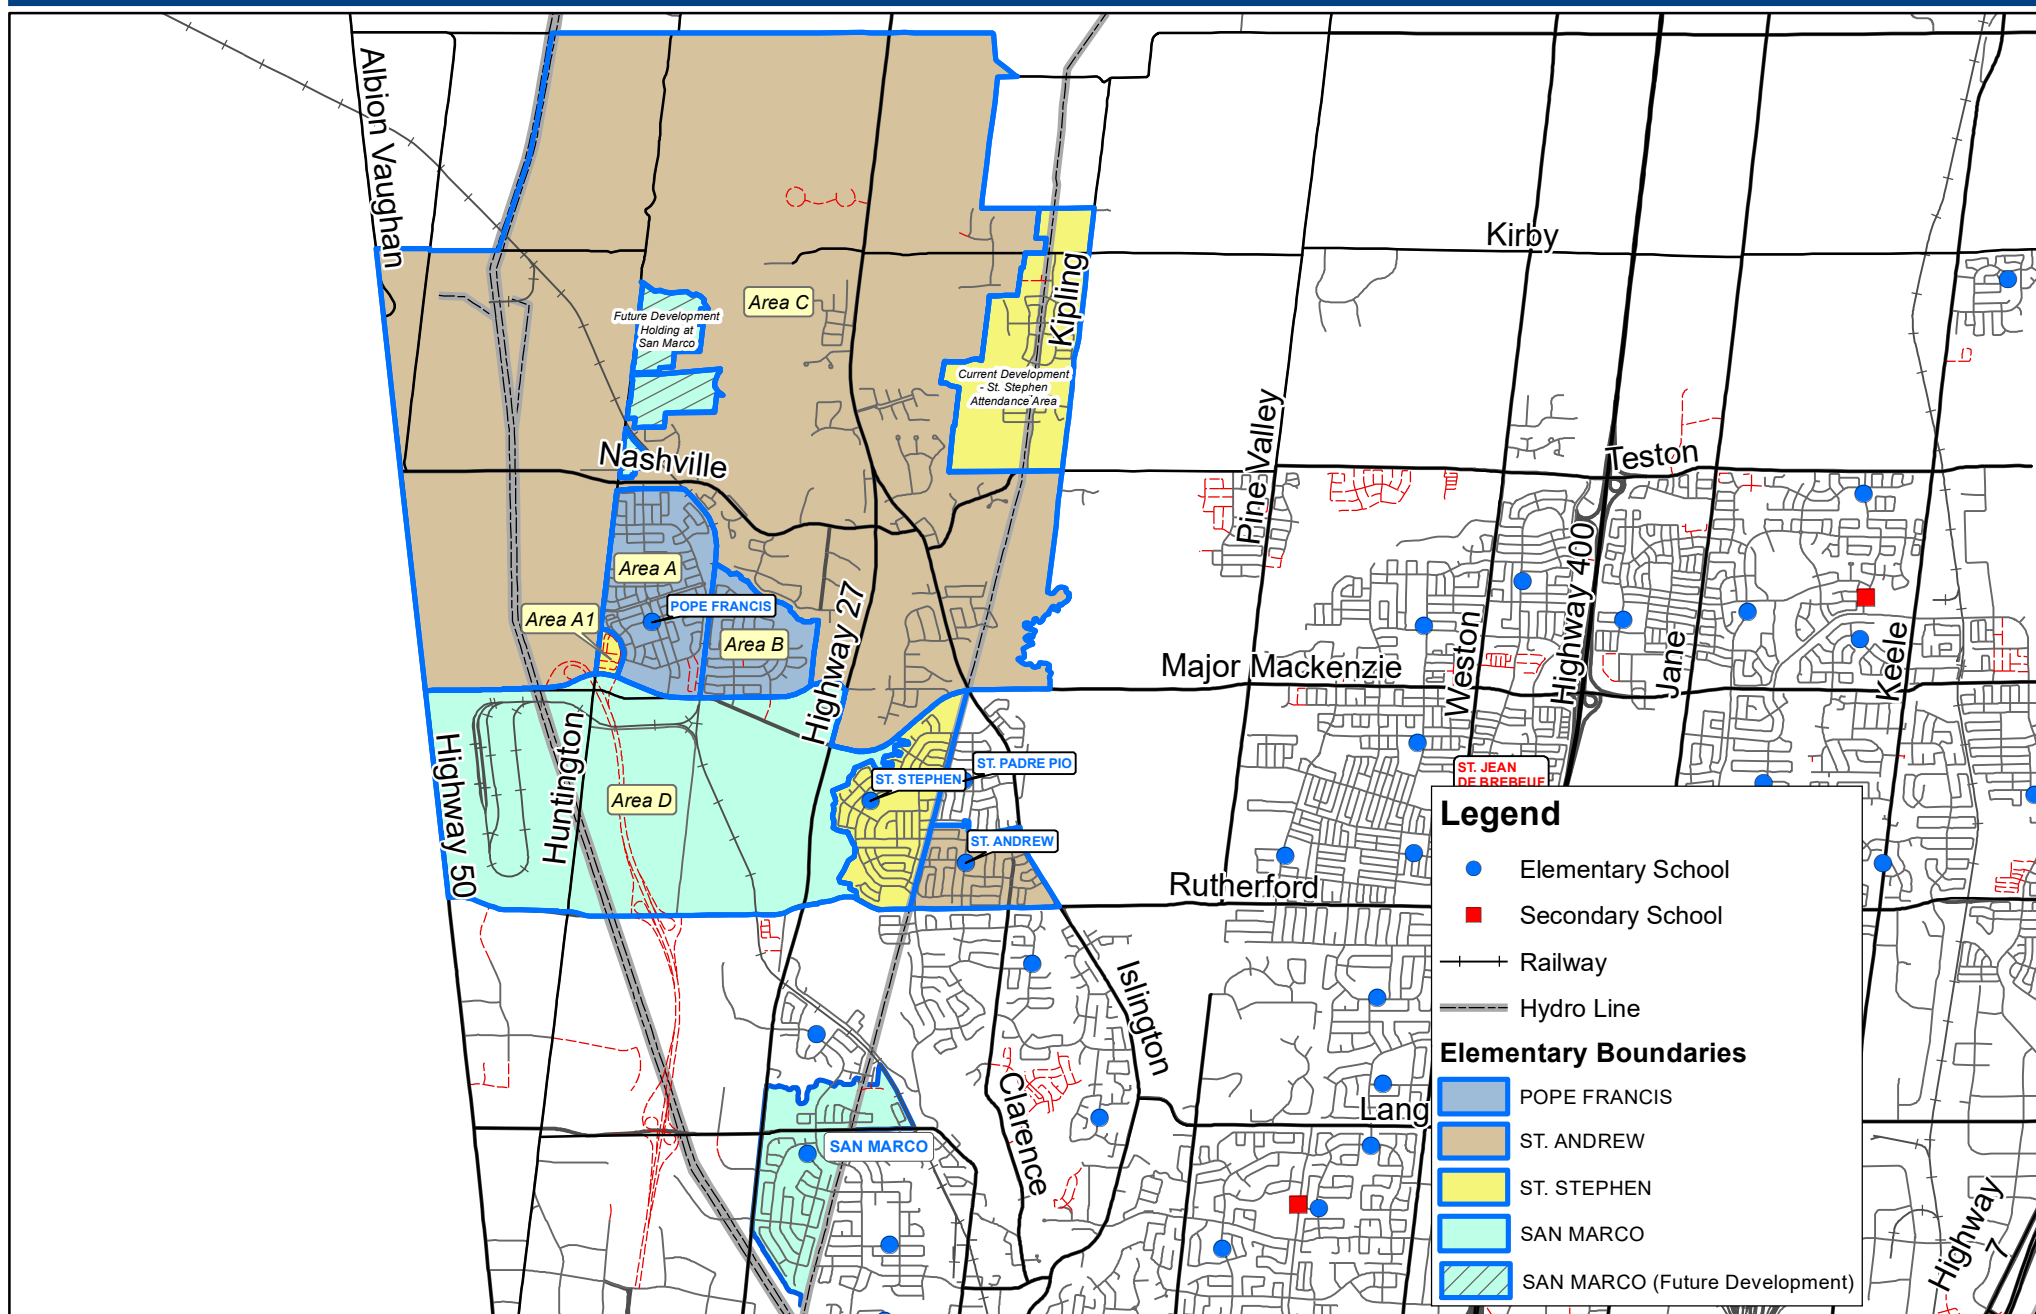 Albion Vaughan
Kirby
Kipling
Area C
Future Development
Holding at
San Marco
Current Development
- St. Stephen
Attendance Area
Pine Valley
Teston
Nashville
Highway 400
Area A
POPE FRANCIS
Area A1
Area B
Highway 27
Major Mackenzie
Weston
Jane
Keele
Highway 50
Huntington
Area D
ST. PADRE PIO
ST. STEPHEN
ST. ANDREW
ST. JEAN
DE BREBEUF
Rutherford
Islington
Clarence
Lang
SAN MARCO
Highway
7
Legend
Elementary School
Secondary School
Railway
Hydro Line
Elementary Boundaries
POPE FRANCIS
ST. ANDREW
ST. STEPHEN
SAN MARCO
SAN MARCO (Future Development)